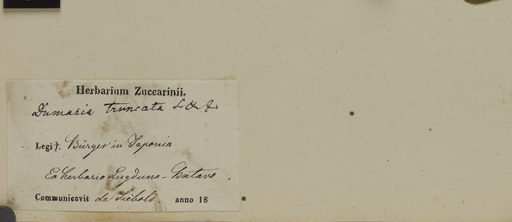 Herbarium Zuccarinii.
Dumasia truncata S. & Z.
Legit. Bürger in Japonia
Ex herbario Lugduno-Batavo
Communicavit de Siebold anno 18